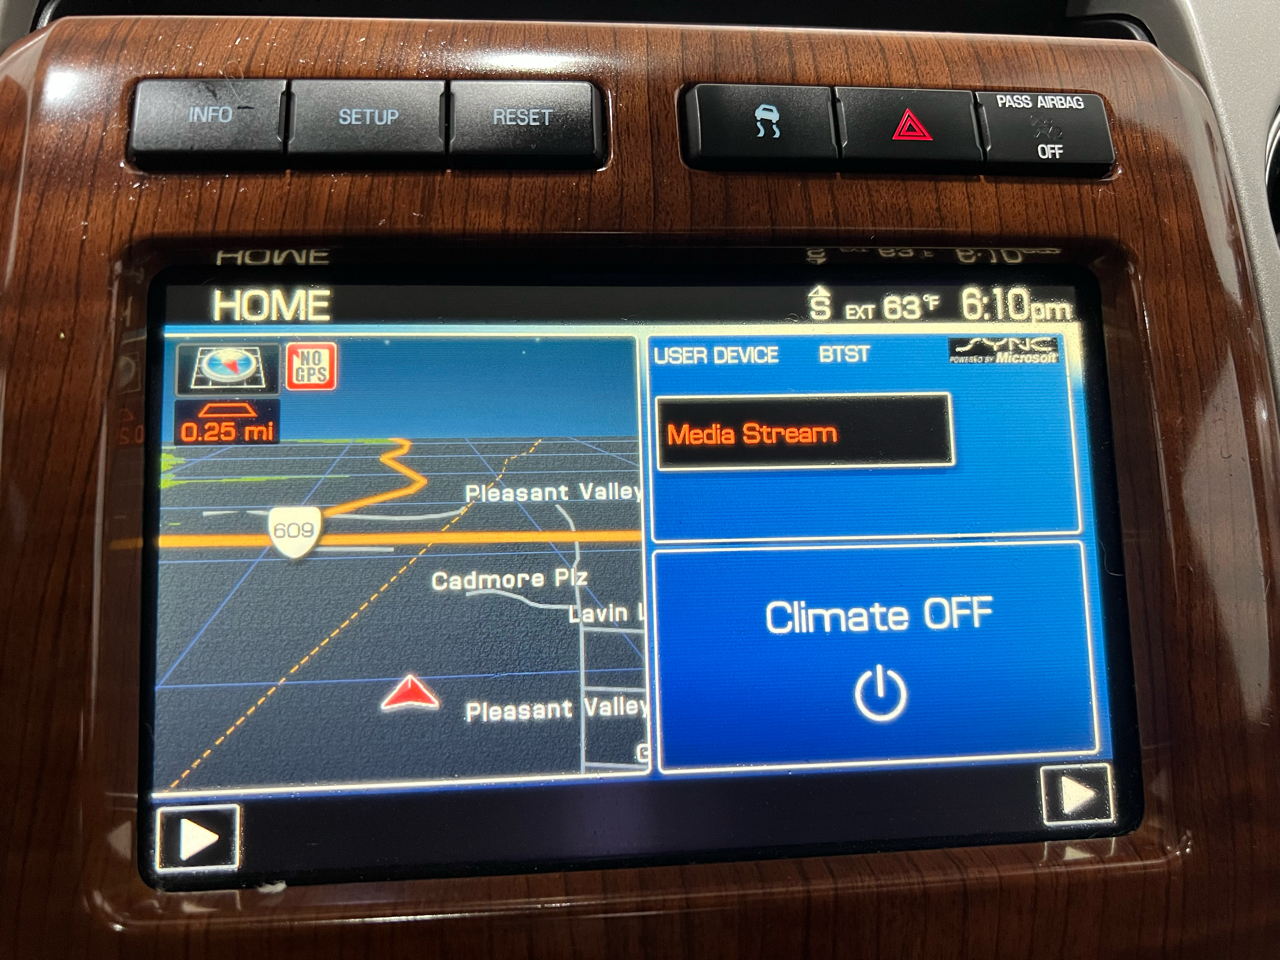 INFO
SETUP
RESET
PASS AIRBAG
OFF
HOME
S EXT 63°F 6:10pm
NO
GPS
0.25 mi
USER DEVICE BTST
SYNC
POWERED BY Microsoft
Media Stream
Pleasant Valley
609
Cadmore Plz
Lavin L
Pleasant Valley
G
Climate OFF